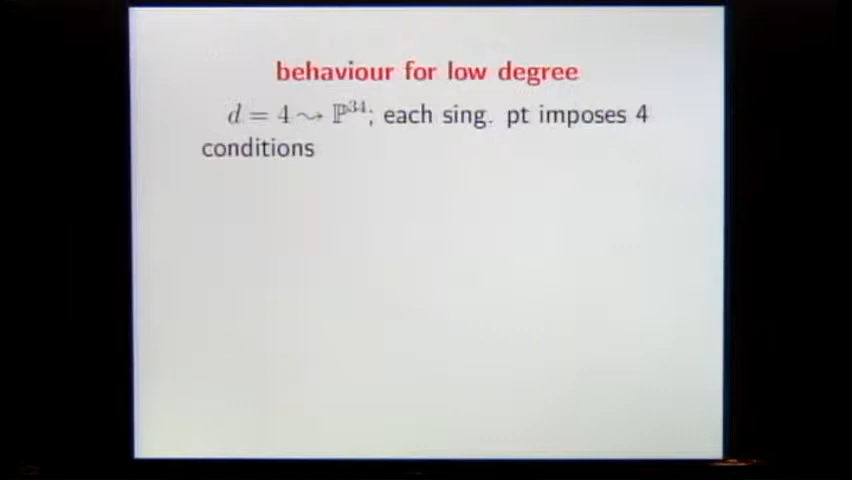 behaviour for low degree
d = 4 ⇝ ℙ³⁴; each sing. pt imposes 4
conditions